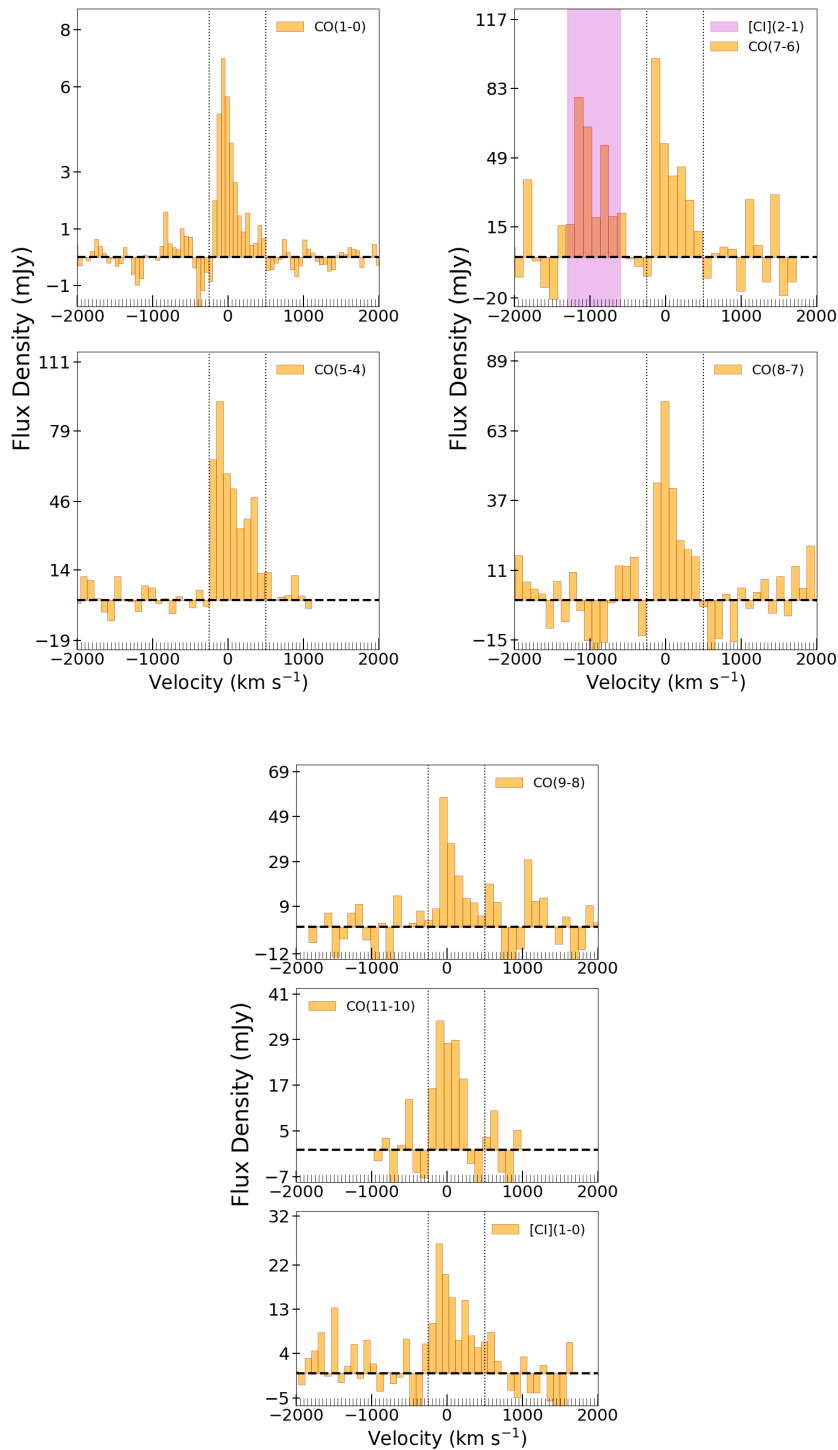 CO(1-0)
8
6
3
1
−1
−2000 −1000 0 1000 2000
[CI](2-1)
CO(7-6)
117
83
49
15
−20
−2000 −1000 0 1000 2000
Flux Density (mJy)
Flux Density (mJy)
CO(5-4)
111
79
46
14
−19
−2000 −1000 0 1000 2000
Velocity (km s−1)
CO(8-7)
89
63
37
11
−15
−2000 −1000 0 1000 2000
Velocity (km s−1)
CO(9-8)
69
49
29
9
−12
−2000 −1000 0 1000 2000
Flux Density (mJy)
CO(11-10)
41
29
17
5
−7
−2000 −1000 0 1000 2000
[CI](1-0)
32
22
13
4
−5
−2000 −1000 0 1000 2000
Velocity (km s−1)